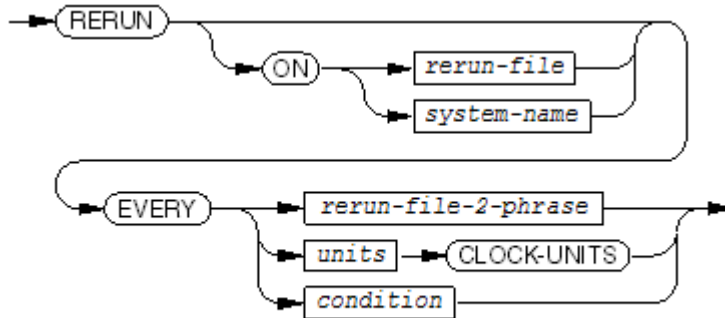 RERUN
ON rerun-file
system-name
EVERY rerun-file-2-phrase
units CLOCK-UNITS
condition